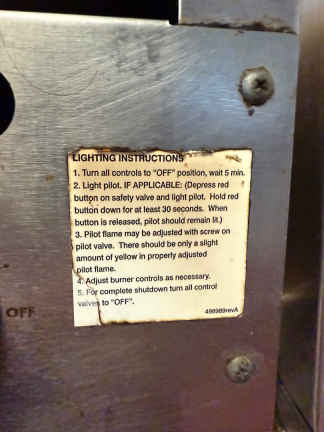 LIGHTING INSTRUCTIONS
1. Turn all controls to "OFF" position, wait 5 min.
2. Light pilot. IF APPLICABLE: (Depress red
button on safety valve and light pilot. Hold red
button down for at least 30 seconds. When
button is released, pilot should remain lit.)
3. Pilot flame may be adjusted with screw on
pilot valve. There should be only a slight
amount of yellow in properly adjusted
pilot flame.
4. Adjust burner controls as necessary.
5. For complete shutdown turn all control
valves to "OFF".
498989revA
OFF